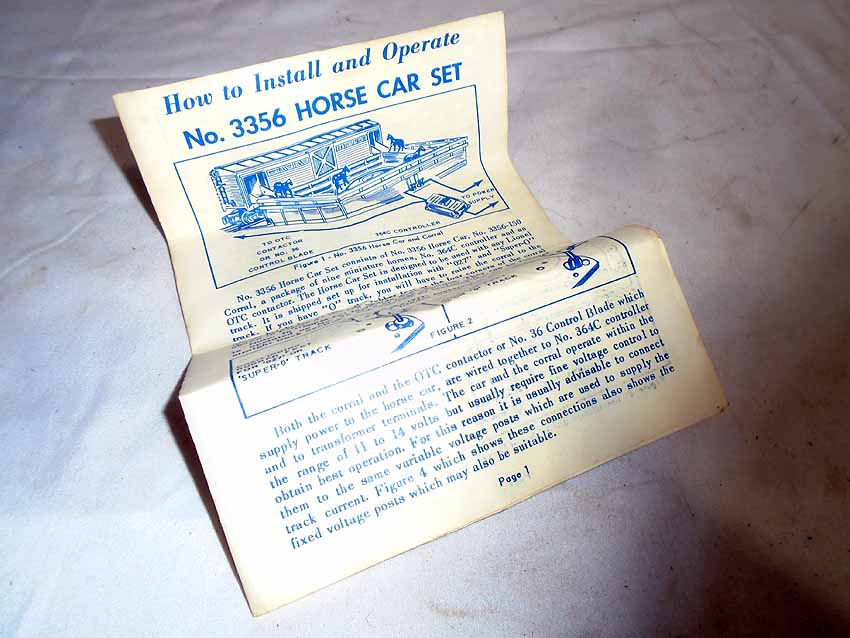 How to Install and Operate
No. 3356 HORSE CAR SET
TO POWER
SUPPLY
364C CONTROLLER
TO OTC
CONTACTOR
OR NO. 36
CONTROL BLADE
Figure 1 - No. 3356 Horse Car and Corral
No. 3356 Horse Car Set consists of No. 3356 Horse Car, No. 3356-150
Corral, a package of nine miniature horses, No. 364C controller and an
OTC contactor. The Horse Car Set is designed to be used with any Lionel
track. It is shipped set up for installation with "027" and "Super-O"
track. If you have "O" track, you will have to raise the corral to the
"O" TRACK
'SUPER-O' TRACK
FIGURE 2
Both the corral and the OTC contactor or No. 36 Control Blade which
supply power to the horse car, are wired together to No. 364C controller
and to transformer terminals. The car and the corral operate within the
the range of 11 to 14 volts but usually require fine voltage control to
obtain best operation. For this reason it is usually advisable to connect
them to the same variable voltage posts which are used to supply the
track current. Figure 4 which shows these connections also shows the
fixed voltage posts which may also be suitable.
Page 1